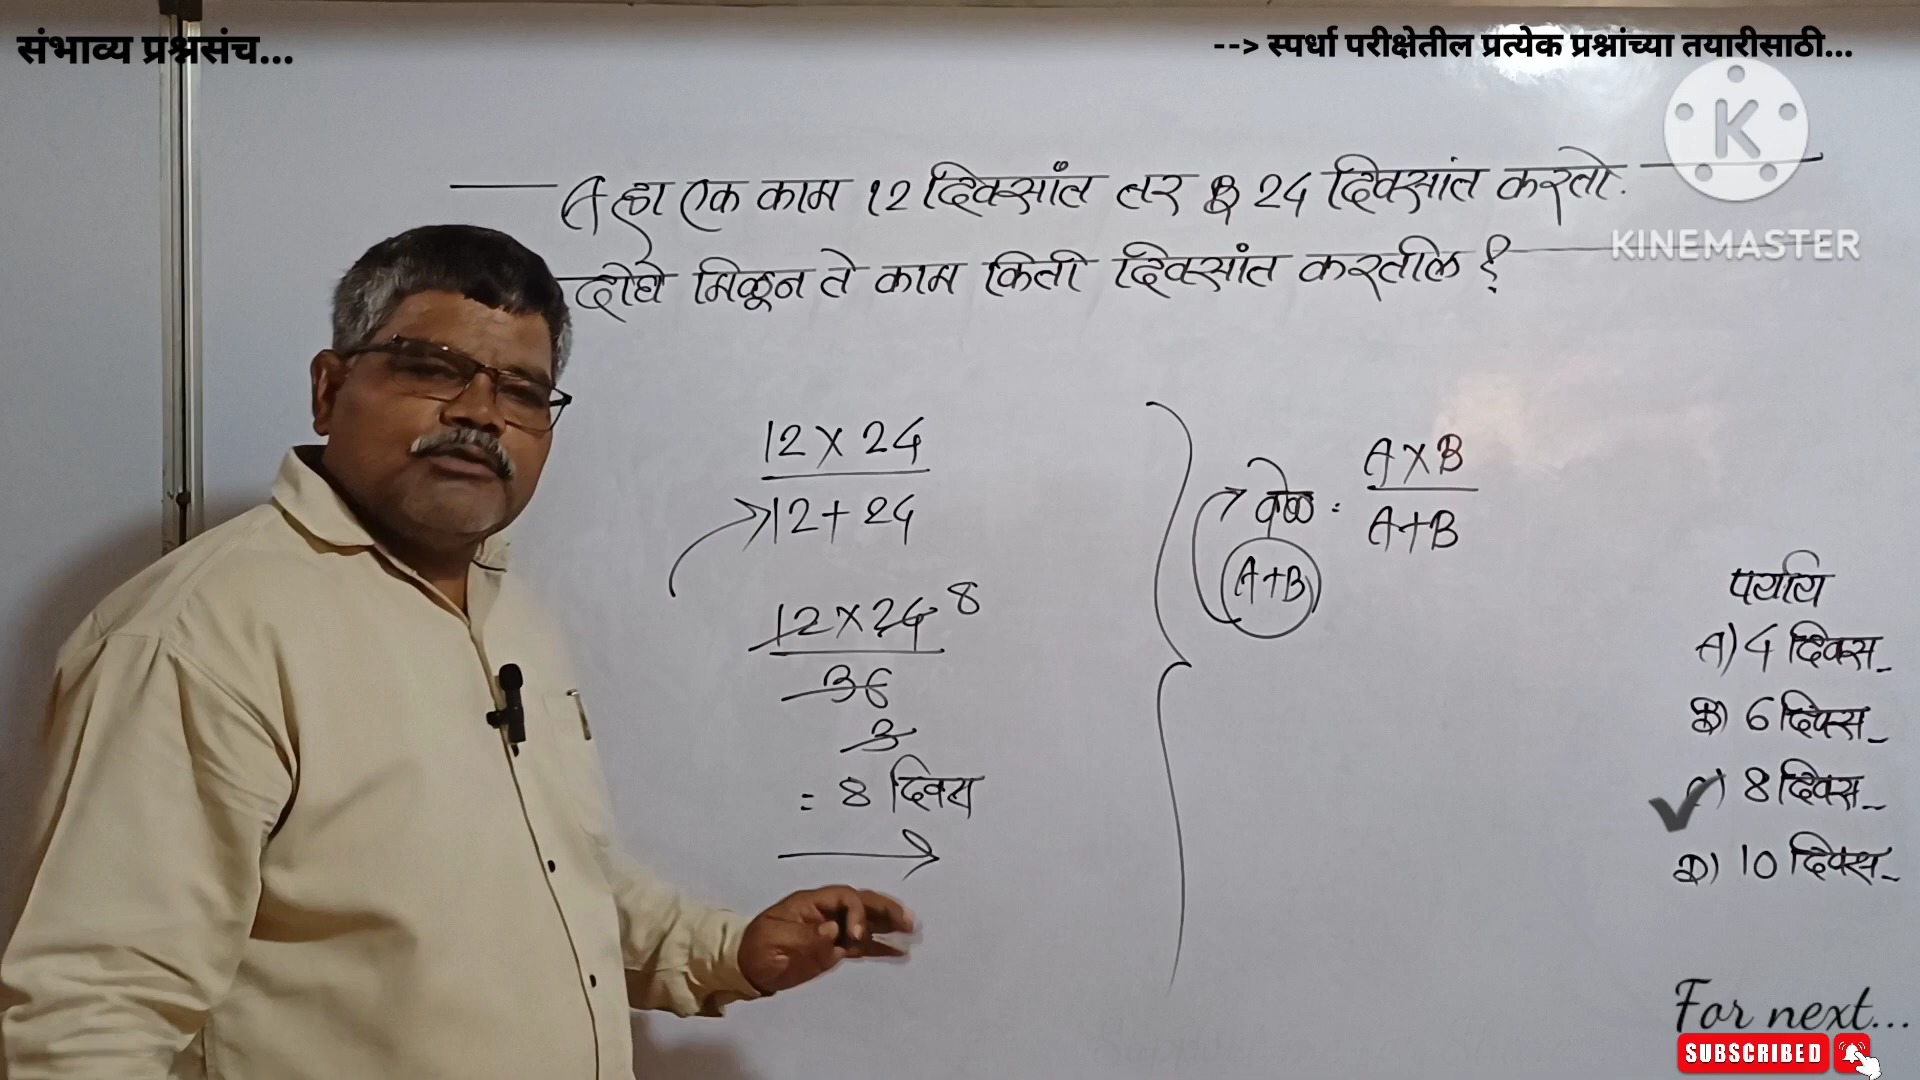 संभाव्य प्रश्नसंच...
--> स्पर्धा परीक्षेतील प्रत्येक प्रश्नांच्या तयारीसाठी...
K
KINEMASTER
A हा एक काम 12 दिवसांत तर B 24 दिवसांत करतो.
दोघे मिळून ते काम किती दिवसांत करतील ?
12 X 24
12 + 24
12 X 24 8
36
3
= 8 दिवस
वेळ = A X B
A + B
(A+B)
पर्याय
A) 4 दिवस
B) 6 दिवस
C) 8 दिवस
D) 10 दिवस
For next...
SUBSCRIBED